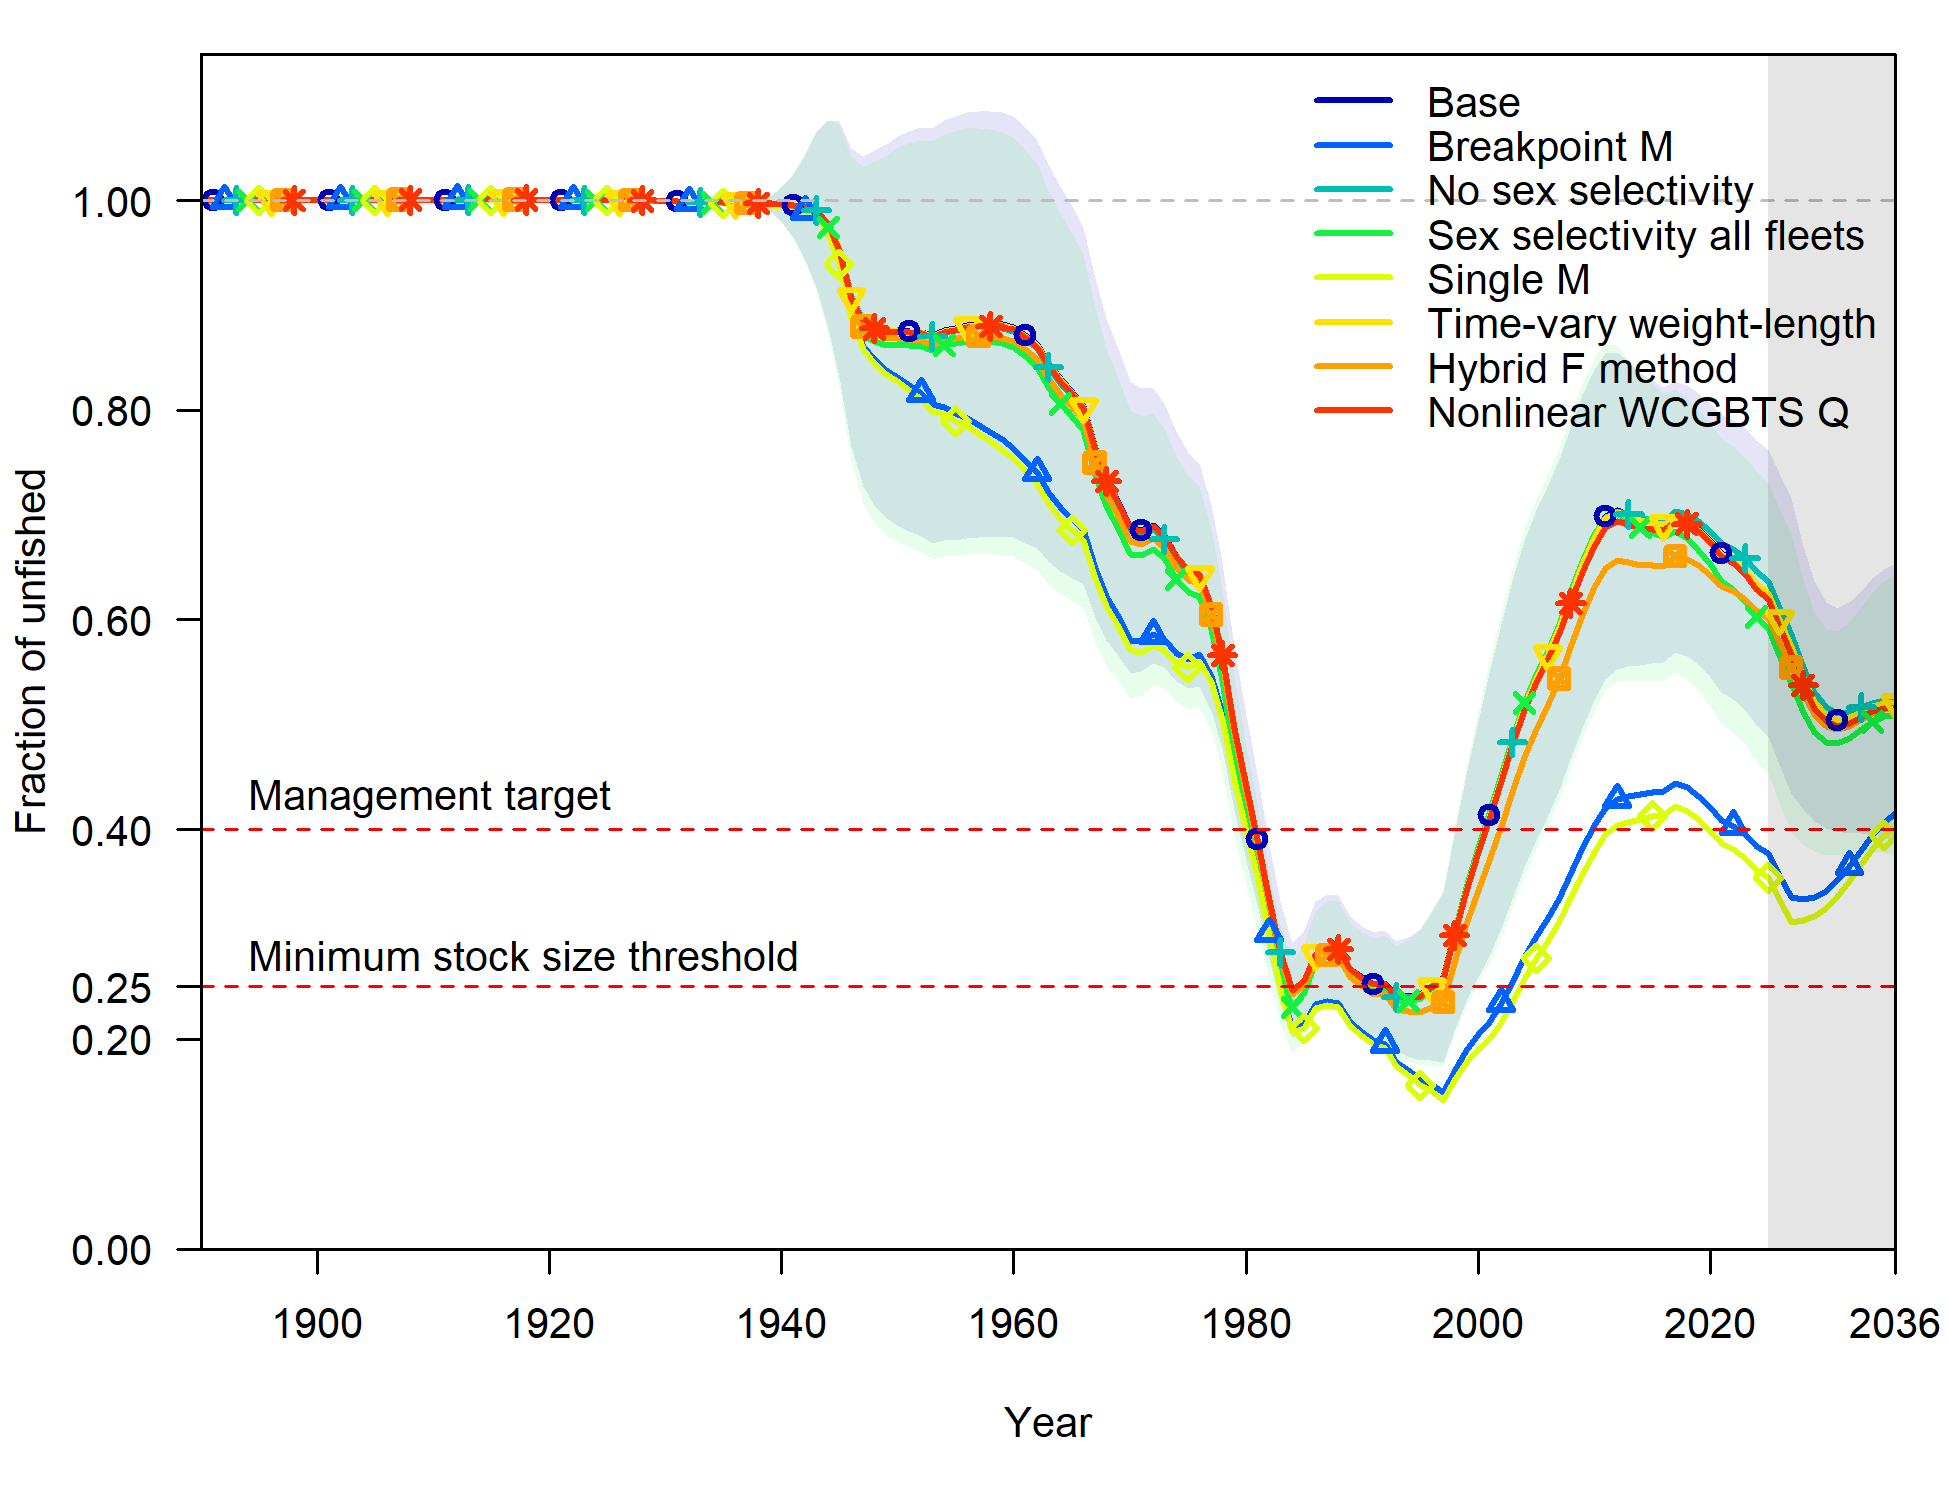 Base
Breakpoint M
No sex selectivity
Sex selectivity all fleets
Single M
Time-vary weight-length
Hybrid F method
Nonlinear WCGBTS Q
Fraction of unfished
1.00
0.80
0.60
0.40
0.25
0.20
0.00
Management target
Minimum stock size threshold
1900 1920 1940 1960 1980 2000 2020 2036
Year